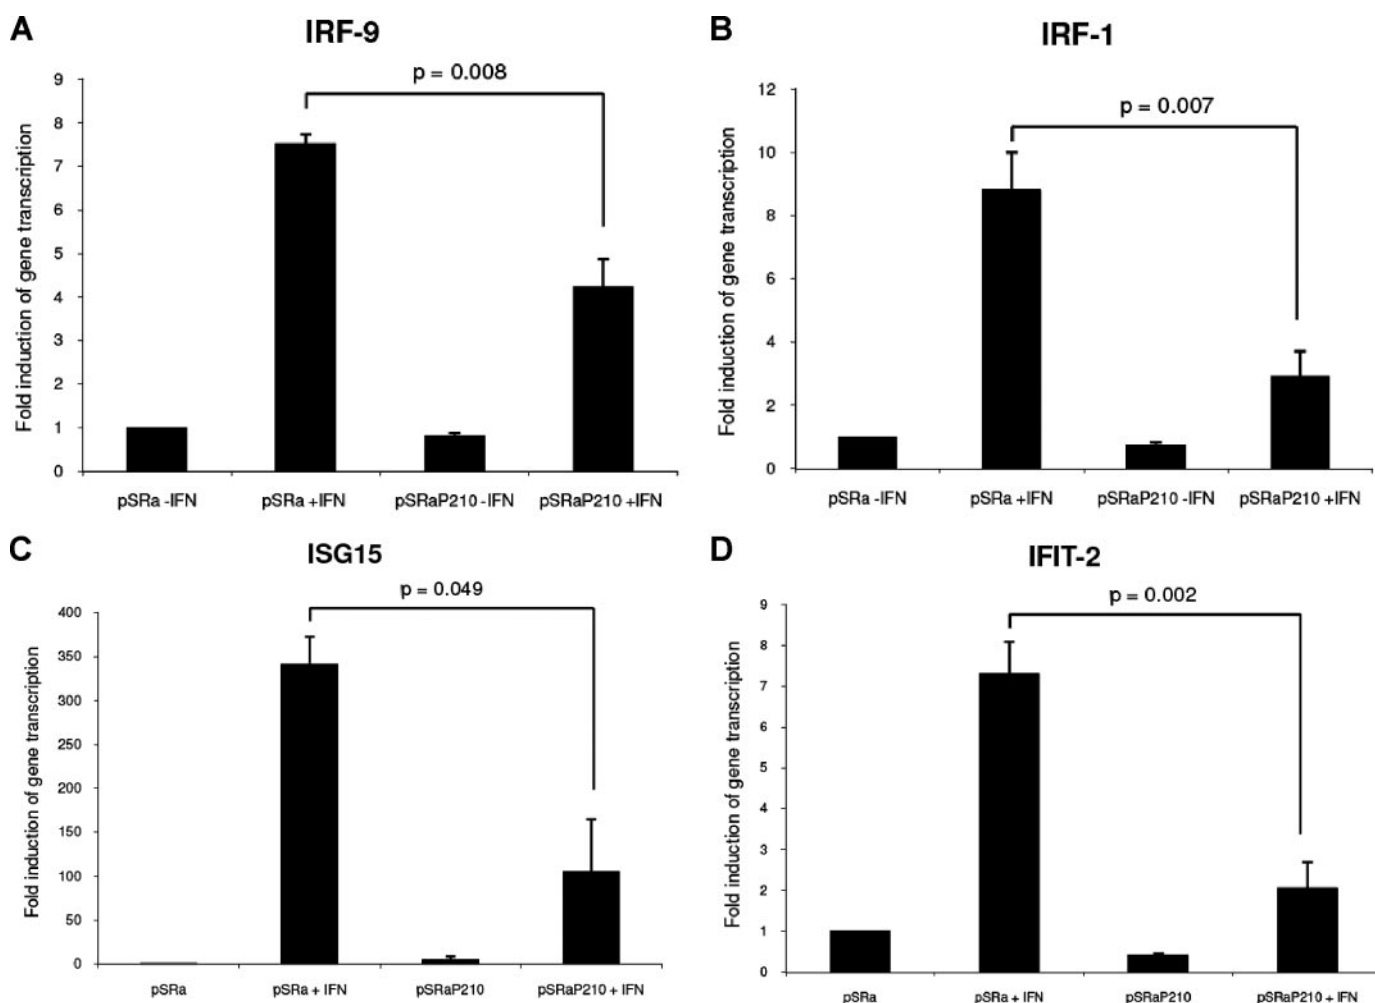 A
IRF-9
p = 0.008
Fold induction of gene transcription
9
8
7
6
5
4
3
2
1
0
pSRa -IFN pSRa +IFN pSRaP210 -IFN pSRaP210 +IFN
B
IRF-1
p = 0.007
Fold induction of gene transcription
12
10
8
6
4
2
0
pSRa -IFN pSRa +IFN pSRaP210 -IFN pSRaP210 +IFN
C
ISG15
p = 0.049
Fold induction of gene transcription
400
350
300
250
200
150
100
50
0
pSRa pSRa + IFN pSRaP210 pSRaP210 + IFN
D
IFIT-2
p = 0.002
Fold induction of gene transcription
9
8
7
6
5
4
3
2
1
0
pSRa pSRa + IFN pSRaP210 pSRaP210 + IFN